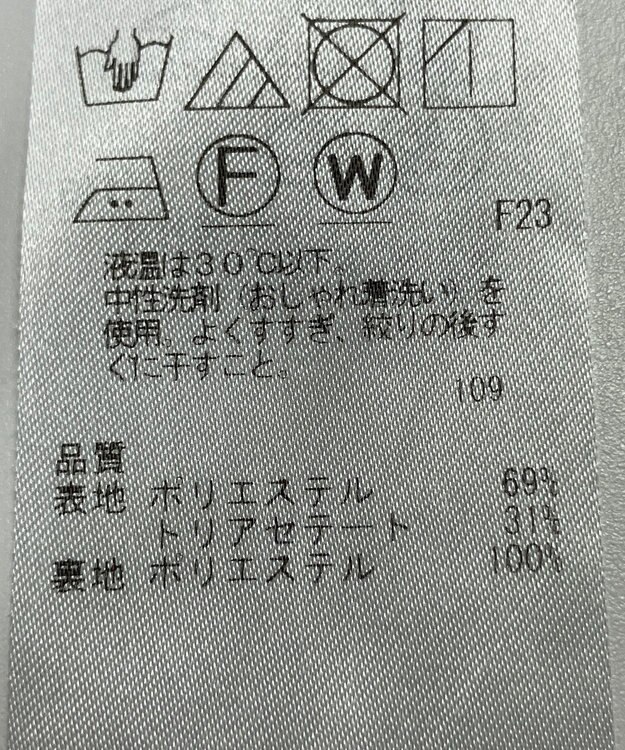 F W
F23
液温は30℃以下。
中性洗剤（おしゃれ着洗い）を
使用。よくすすぎ、絞りの後す
ぐに干すこと。
109
品質
表地 ポリエステル 69%
トリアセテート 31%
裏地 ポリエステル 100%